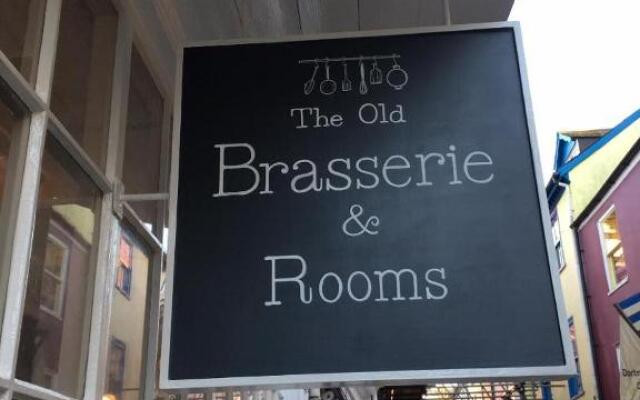 The Old
Brasserie
&
Rooms